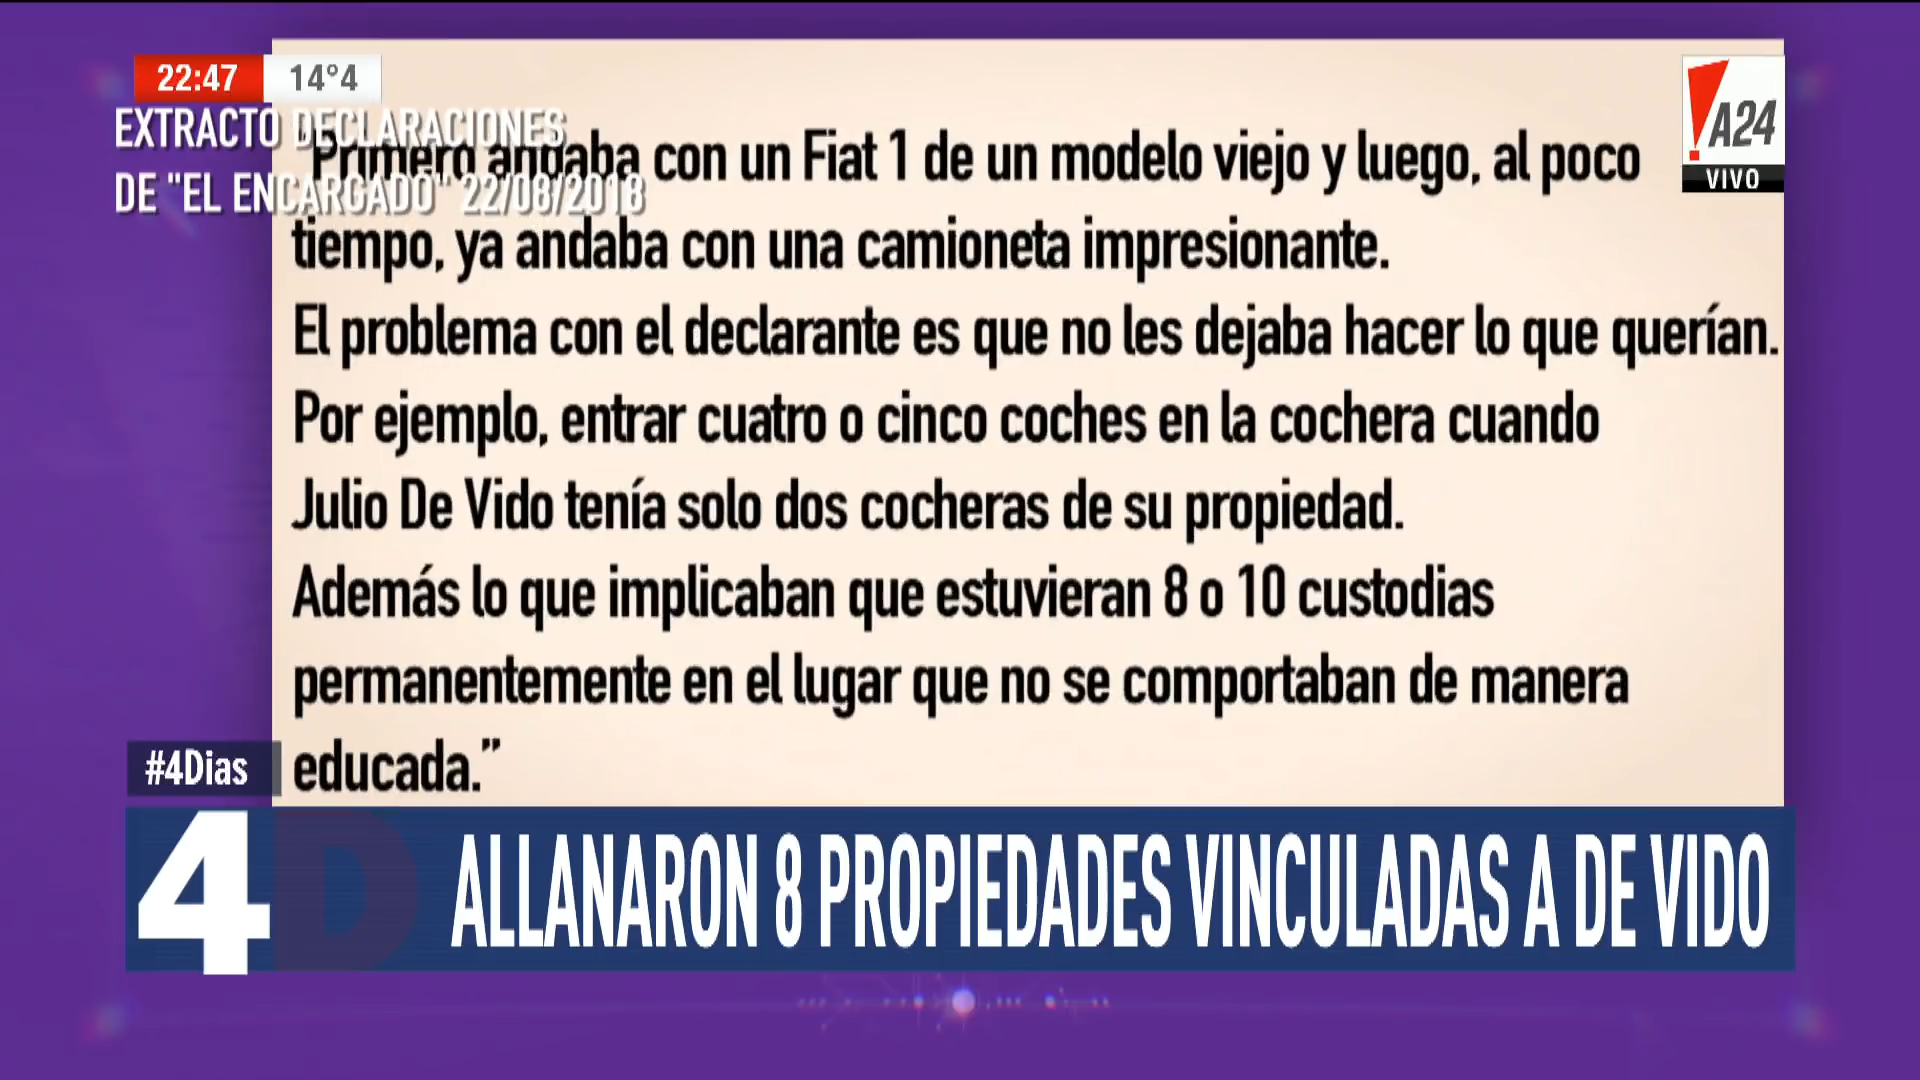 22:47 14°4
EXTRACTO DECLARACIONES
DE "EL ENCARGADO" 22/08/2018
"Primero andaba con un Fiat 1 de un modelo viejo y luego, al poco
tiempo, ya andaba con una camioneta impresionante.
El problema con el declarante es que no les dejaba hacer lo que querían.
Por ejemplo, entrar cuatro o cinco coches en la cochera cuando
Julio De Vido tenía solo dos cocheras de su propiedad.
Además lo que implicaban que estuvieran 8 o 10 custodias
permanentemente en el lugar que no se comportaban de manera
educada.”
A24
VIVO
#4Dias
4D
ALLANARON 8 PROPIEDADES VINCULADAS A DE VIDO